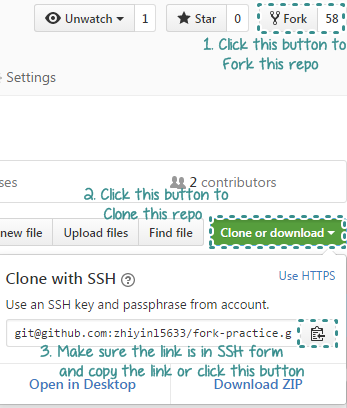 Unwatch 1 Star 0 Fork 58
1. Click this button to
Fork this repo
Settings
ses 2 contributors
2. Click this button to
Clone this repo
new file Upload files Find file Clone or download
Clone with SSH Use HTTPS
Use an SSH key and passphrase from account.
git@github.com:zhiyin15633/fork-practice.g
3. Make sure the link is in SSH form
and copy the link or click this button
Open in Desktop Download ZIP